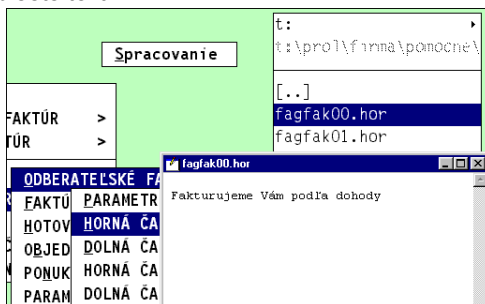 t:
t:\prol\firma\pomocne\
Spracovanie
[..]
fagfak00.hor
fagfak01.hor
FAKTÚR >
TÚR >
fagfak00.hor
Fakturujeme Vám podľa dohody
ODBERATEĽSKÉ FA
FAKTÚ
PARAMETR
HOTOV
HORNÁ ČA
OBJED
DOLNÁ ČA
PONUK
HORNÁ ČA
PARAM
DOLNÁ ČA